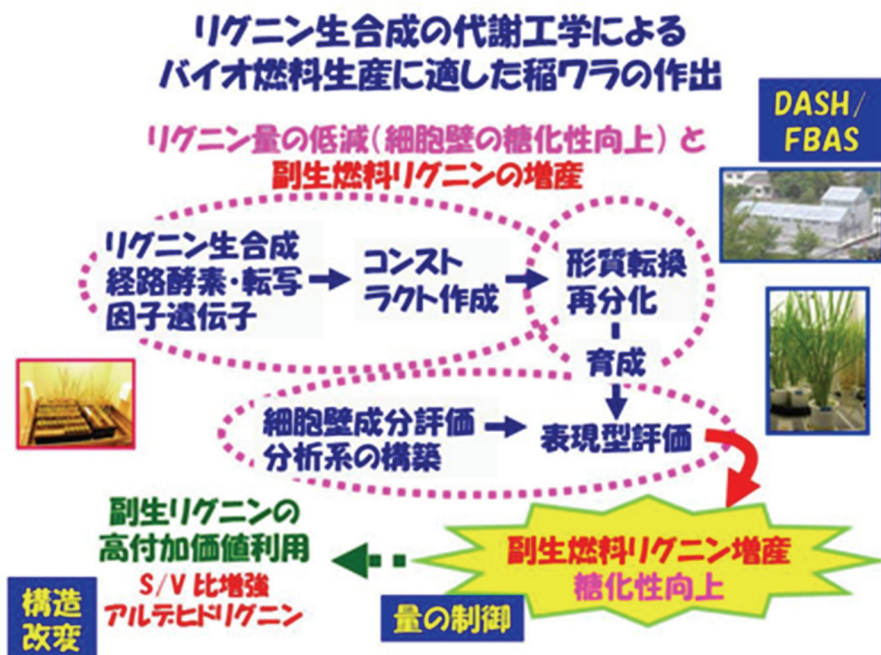 リグニン生合成の代謝工学による
バイオ燃料生産に適した稲ワラの作出
DASH/
FBAS
リグニン量の低減(細胞壁の糖化性向上)と
副生燃料リグニンの増産
リグニン生合成
経路酵素・転写
因子遺伝子
コンスト
ラクト作成
形質転換
再分化
育成
細胞壁成分評価
分析系の構築
表現型評価
副生リグニンの
高付加価値利用
S/V 比増強
アルデヒドリグニン
構造
改変
副生燃料リグニン増産
糖化性向上
量の制御